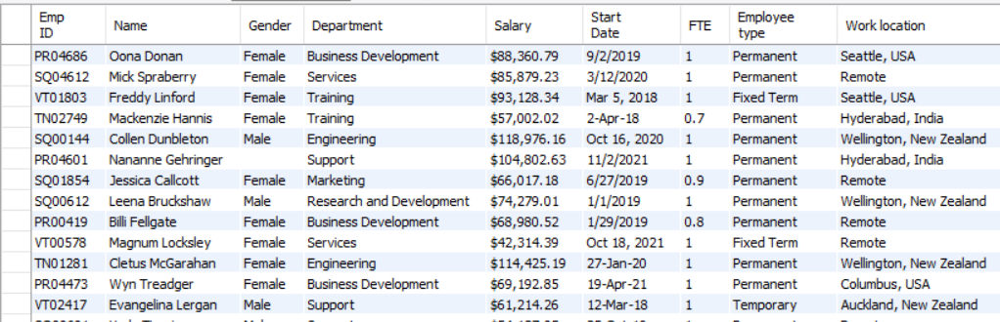 Emp ID Name Gender Department Salary Start Date FTE Employee type Work location
PR04686 Oona Donan Female Business Development $88,360.79 9/2/2019 1 Permanent Seattle, USA
SQ04612 Mick Spraberry Female Services $85,879.23 3/12/2020 1 Permanent Remote
VT01803 Freddy Linford Female Training $93,128.34 Mar 5, 2018 1 Fixed Term Seattle, USA
TN02749 Mackenzie Hannis Female Training $57,002.02 2-Apr-18 0.7 Permanent Hyderabad, India
SQ00144 Collen Dunbleton Male Engineering $118,976.16 Oct 16, 2020 1 Permanent Wellington, New Zealand
PR04601 Nananne Gehringer Support $104,802.63 11/2/2021 1 Permanent Hyderabad, India
SQ01854 Jessica Callcott Female Marketing $66,017.18 6/27/2019 0.9 Permanent Remote
SQ00612 Leena Bruckshaw Male Research and Development $74,279.01 1/1/2019 1 Permanent Wellington, New Zealand
PR00419 Billi Fellgate Female Business Development $68,980.52 1/29/2019 0.8 Permanent Remote
VT00578 Magnum Locksley Female Services $42,314.39 Oct 18, 2021 1 Fixed Term Remote
TN01281 Cletus McGarahan Female Engineering $114,425.19 27-Jan-20 1 Permanent Wellington, New Zealand
PR04473 Wyn Treadger Female Business Development $69,192.85 19-Apr-21 1 Permanent Columbus, USA
VT02417 Evangelina Lergan Male Support $61,214.26 12-Mar-18 1 Temporary Auckland, New Zealand